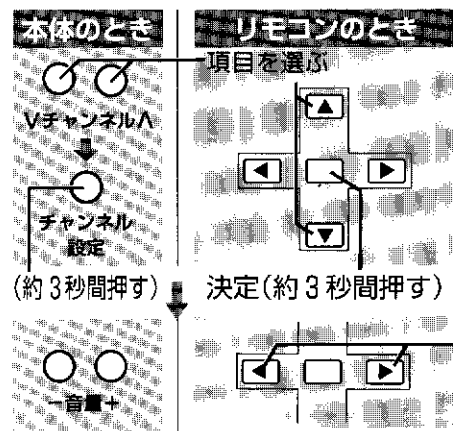 本体のとき
リモコンのとき
項目を選ぶ
∨チャンネル∧
チャンネル
設定
(約3秒間押す)
決定(約3秒間押す)
－音量＋